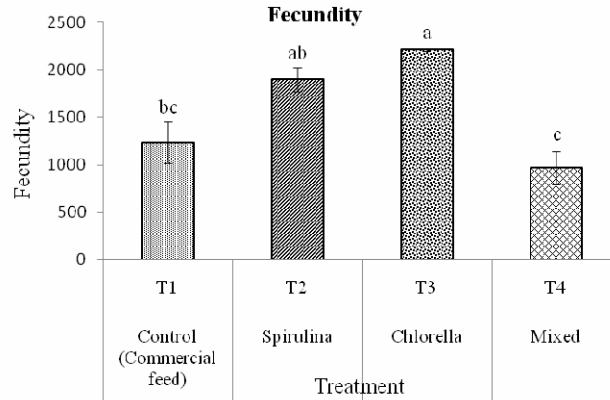 Fecundity
2500
2000
1500
1000
500
0
Fecundity
bc
ab
a
c
T1 T2 T3 T4
Control (Commercial feed) Spirulina Chlorella Mixed
Treatment